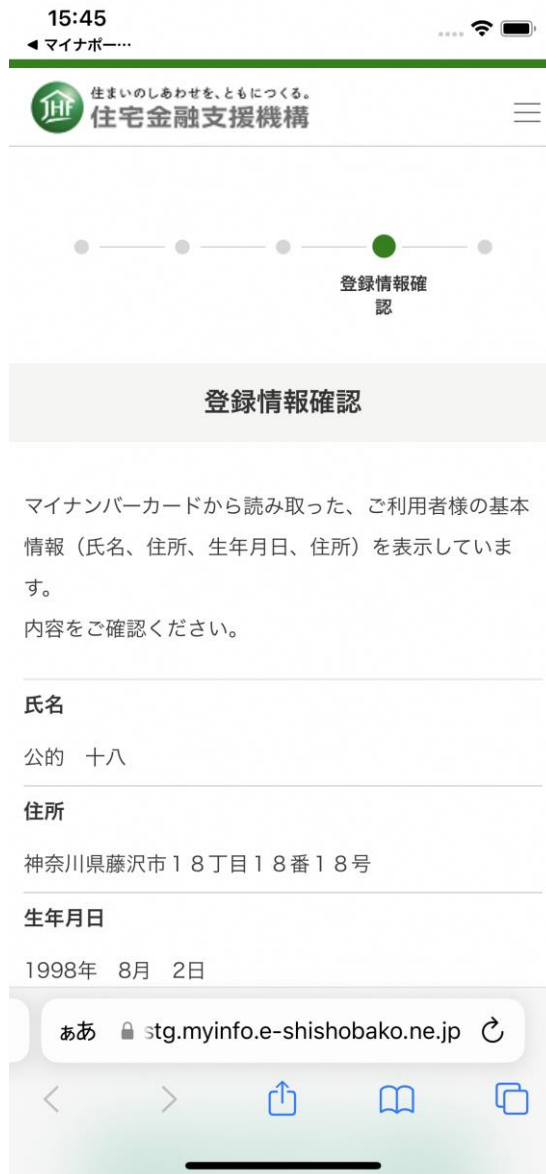 15:45
◀ マイナポー…
JHF
住まいのしあわせを、ともにつくる。
住宅金融支援機構
登録情報確
認
登録情報確認
マイナンバーカードから読み取った、ご利用者様の基本
情報（氏名、住所、生年月日、住所）を表示していま
す。
内容をご確認ください。
氏名
公的　十八
住所
神奈川県藤沢市１８丁目１８番１８号
生年月日
1998年　8月　2日
ぁあ stg.myinfo.e-shishobako.ne.jp